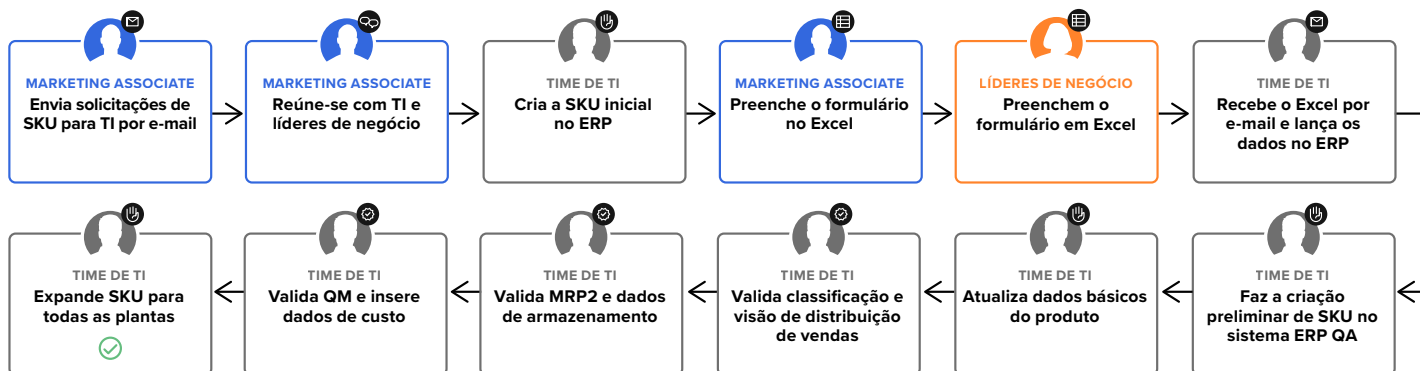 MARKETING ASSOCIATE
Envia solicitações de
SKU para TI por e-mail
MARKETING ASSOCIATE
Reúne-se com TI e
líderes de negócio
TIME DE TI
Cria a SKU inicial
no ERP
MARKETING ASSOCIATE
Preenche o formulário
no Excel
LÍDERES DE NEGÓCIO
Preenchem o
formulário em Excel
TIME DE TI
Recebe o Excel por
e-mail e lança os
dados no ERP
TIME DE TI
Expande SKU para
todas as plantas
TIME DE TI
Valida QM e insere
dados de custo
TIME DE TI
Valida MRP2 e dados
de armazenamento
TIME DE TI
Valida classificação e
visão de distribuição
de vendas
TIME DE TI
Atualiza dados básicos
do produto
TIME DE TI
Faz a criação
preliminar de SKU no
sistema ERP QA